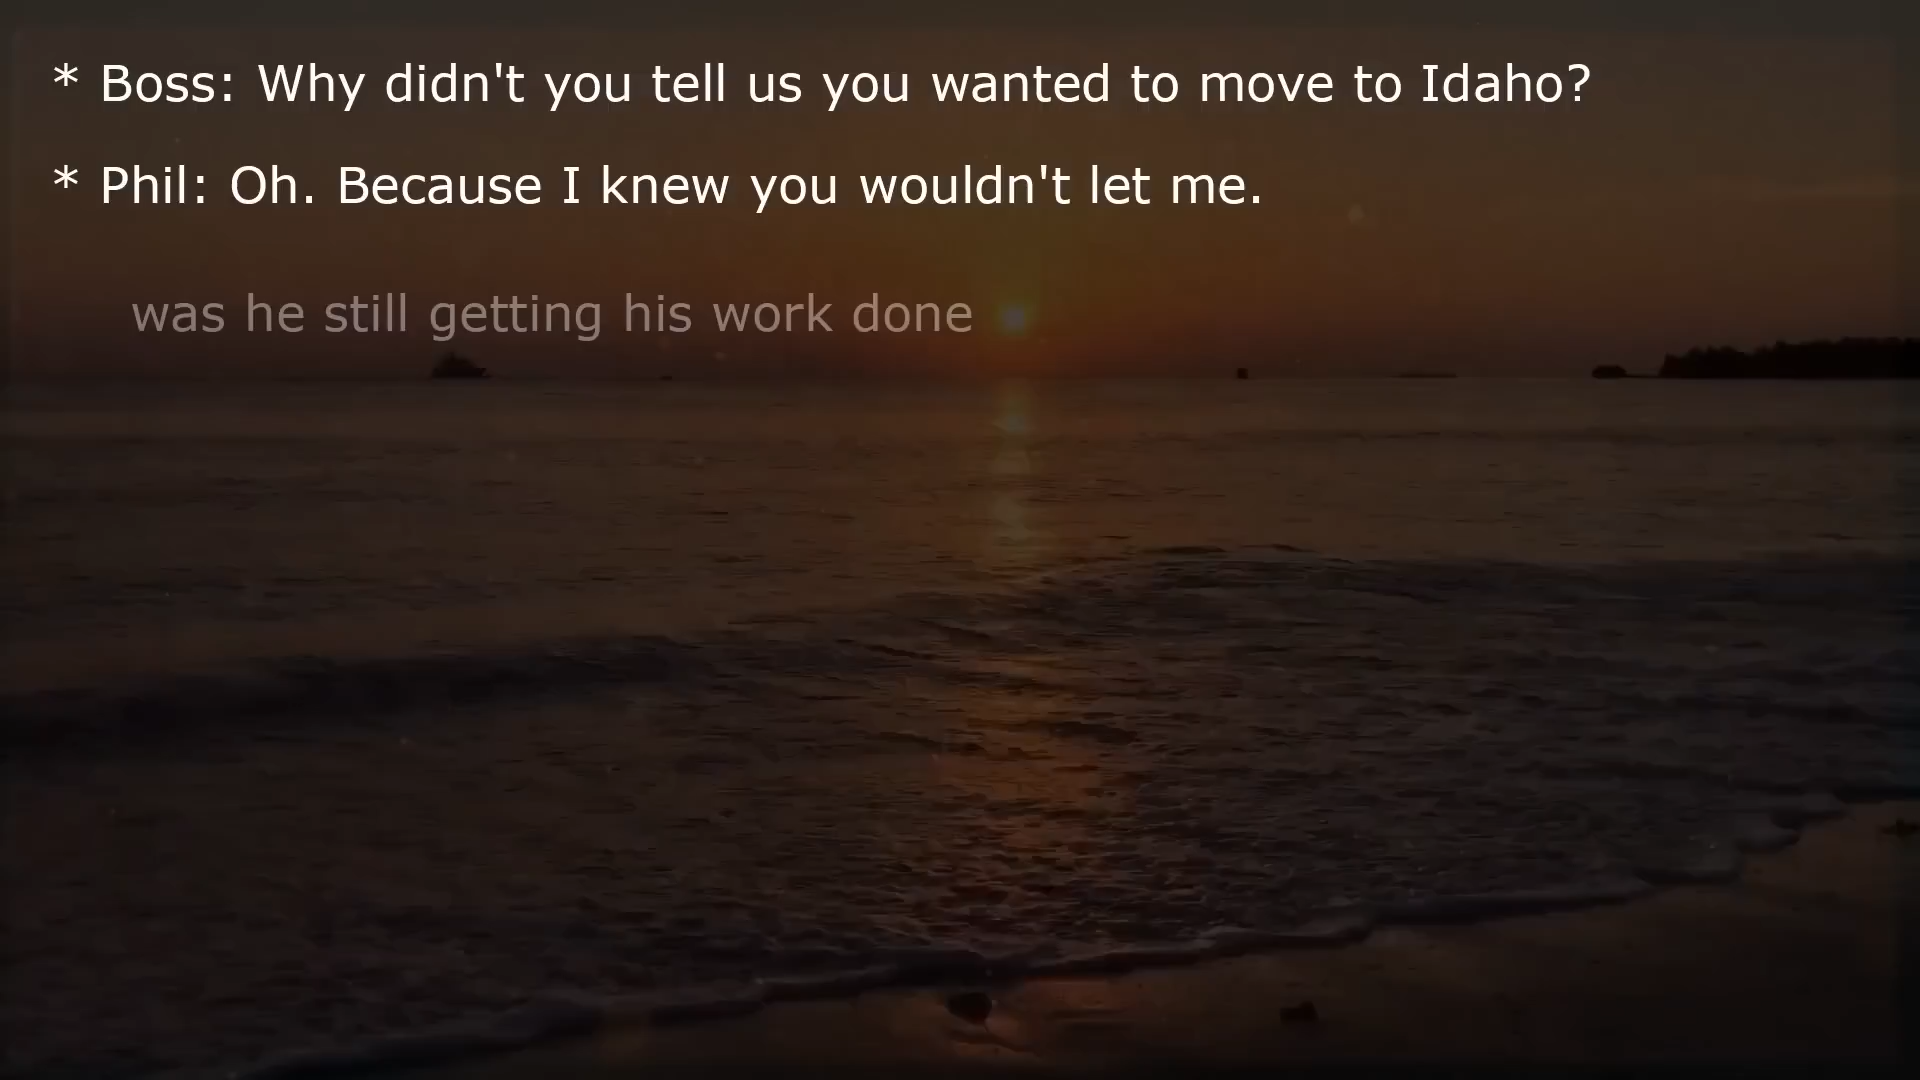 * Boss: Why didn't you tell us you wanted to move to Idaho?
* Phil: Oh. Because I knew you wouldn't let me.
was he still getting his work done